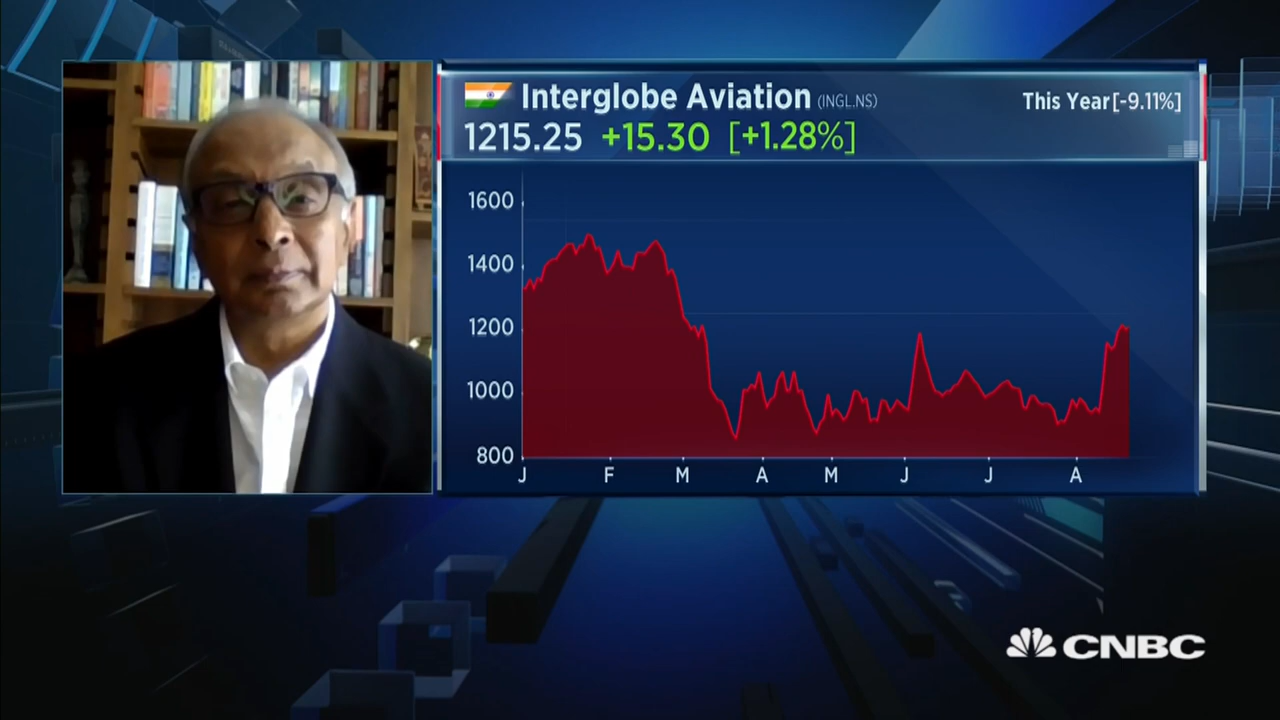 Interglobe Aviation (INGL.NS)
This Year[-9.11%]
1215.25 +15.30 [+1.28%]
1600
1400
1200
1000
800
J F M A M J J A
CNBC